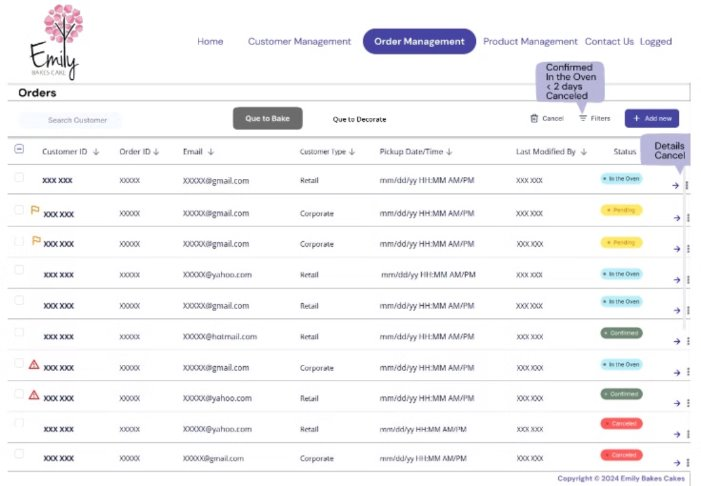 Emily
BAKES CAKE
Home Customer Management Order Management Product Management Contact Us Logged
Confirmed
In the Oven
< 2 days
Canceled
Orders
Search Customer Que to Bake Que to Decorate Cancel Filters + Add new
Details
Cancel
Customer ID ↓ Order ID ↓ Email ↓ Customer Type ↓ Pickup Date/Time ↓ Last Modified By ↓ Status
XXX XXX XXXXX XXXXX@gmail.com Retail mm/dd/yy HH:MM AM/PM XXX XXX In the Oven
XXX XXX XXXXX XXXXX@gmail.com Corporate mm/dd/yy HH:MM AM/PM XXX XXX Pending
XXX XXX XXXXX XXXXX@gmail.com Corporate mm/dd/yy HH:MM AM/PM XXX XXX Pending
XXX XXX XXXXX XXXXX@yahoo.com Retail mm/dd/yy HH:MM AM/PM XXX XXX In the Oven
XXX XXX XXXXX XXXXX@gmail.com Retail mm/dd/yy HH:MM AM/PM XXX XXX In the Oven
XXX XXX XXXXX XXXXX@hotmail.com Retail mm/dd/yy HH:MM AM/PM XXX XXX Confirmed
XXX XXX XXXXX XXXXX@gmail.com Corporate mm/dd/yy HH:MM AM/PM XXX XXX In the Oven
XXX XXX XXXXX XXXXX@yahoo.com Retail mm/dd/yy HH:MM AM/PM XXX XXX Confirmed
XXX XXX XXXXX XXXXX@yahoo.com Retail mm/dd/yy HH:MM AM/PM XXX XXX Canceled
XXX XXX XXXXX XXXXX@gmail.com Corporate mm/dd/yy HH:MM AM/PM XXX XXX Canceled
Copyright © 2024 Emily Bakes Cakes